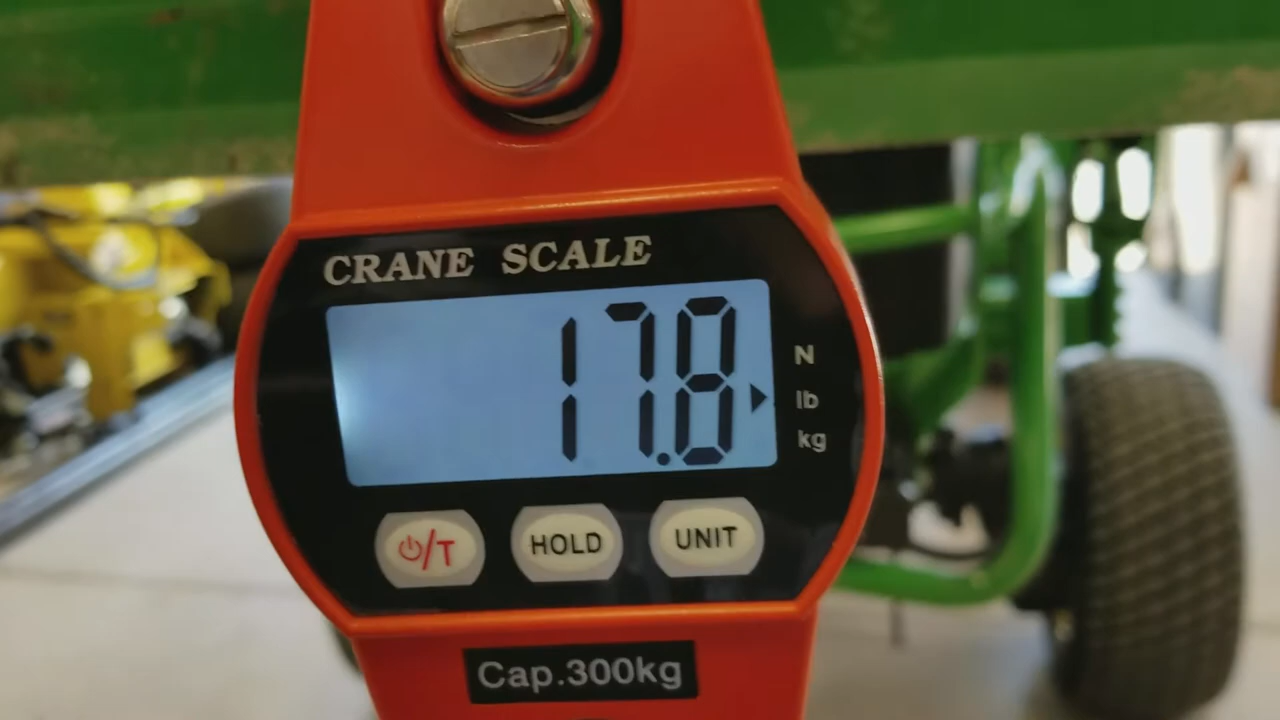 CRANE SCALE
17.8
N
lb
kg
⏻/T
HOLD
UNIT
Cap.300kg